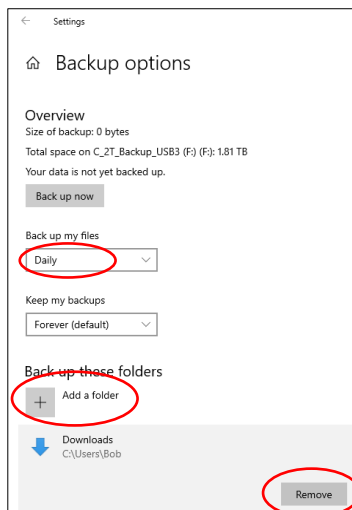 Settings
Backup options
Overview
Size of backup: 0 bytes
Total space on C_2T_Backup_USB3 (F:) (F:): 1.81 TB
Your data is not yet backed up.
Back up now
Back up my files
Daily
Keep my backups
Forever (default)
Back up these folders
+ Add a folder
Downloads
C:\Users\Bob
Remove